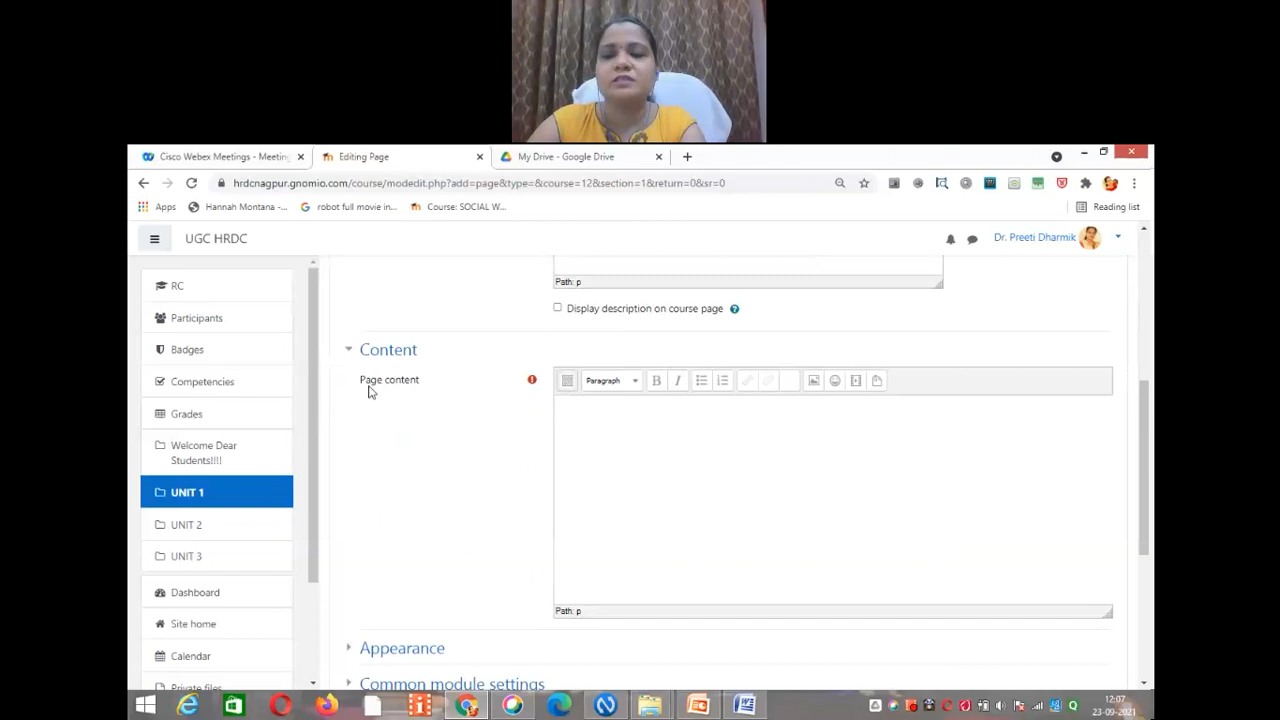 Cisco Webex Meetings - Meeting
Editing Page
My Drive - Google Drive
hrdcnagpur.gnomio.com/course/modedit.php?add=page&type=&course=12&section=1&return=0&sr=0
Apps
Hannah Montana -...
robot full movie in...
Course: SOCIAL W...
Reading list
UGC HRDC
Dr. Preeti Dharmik
RC
Participants
Badges
Competencies
Grades
Welcome Dear
Students!!!!
UNIT 1
UNIT 2
UNIT 3
Dashboard
Site home
Calendar
Private files
Path: p
Display description on course page
Content
Page content
Paragraph
B I
Path: p
Appearance
Common module settings
12:07
23-09-2021